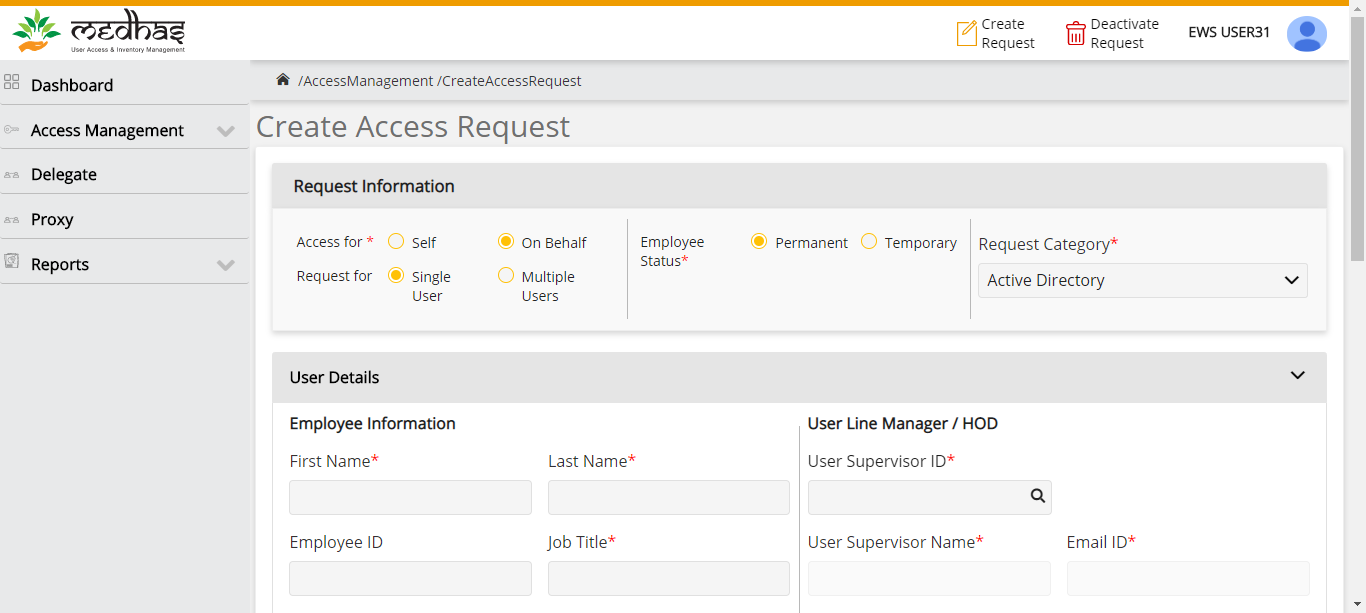 medhas
User Access & Inventory Management
Create
Request
Deactivate
Request
EWS USER31
Dashboard
Access Management
Delegate
Proxy
Reports
/AccessManagement /CreateAccessRequest
Create Access Request
Request Information
Access for *
Self
On Behalf
Request for
Single
User
Multiple
Users
Employee
Status*
Permanent
Temporary
Request Category*
Active Directory
User Details
Employee Information
First Name*
Last Name*
Employee ID
Job Title*
User Line Manager / HOD
User Supervisor ID*
User Supervisor Name*
Email ID*